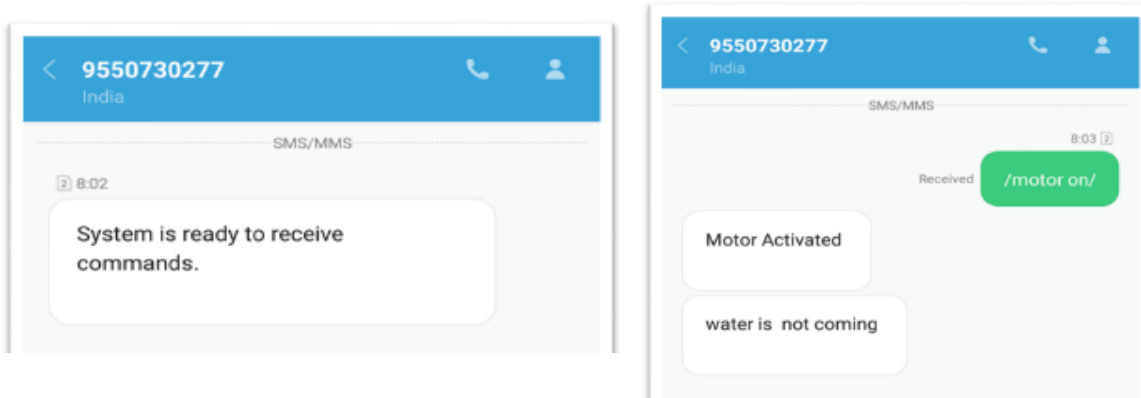 9550730277
India
SMS/MMS
2 8:02
System is ready to receive
commands.
9550730277
India
SMS/MMS
8:03 2
Received
/motor on/
Motor Activated
water is not coming